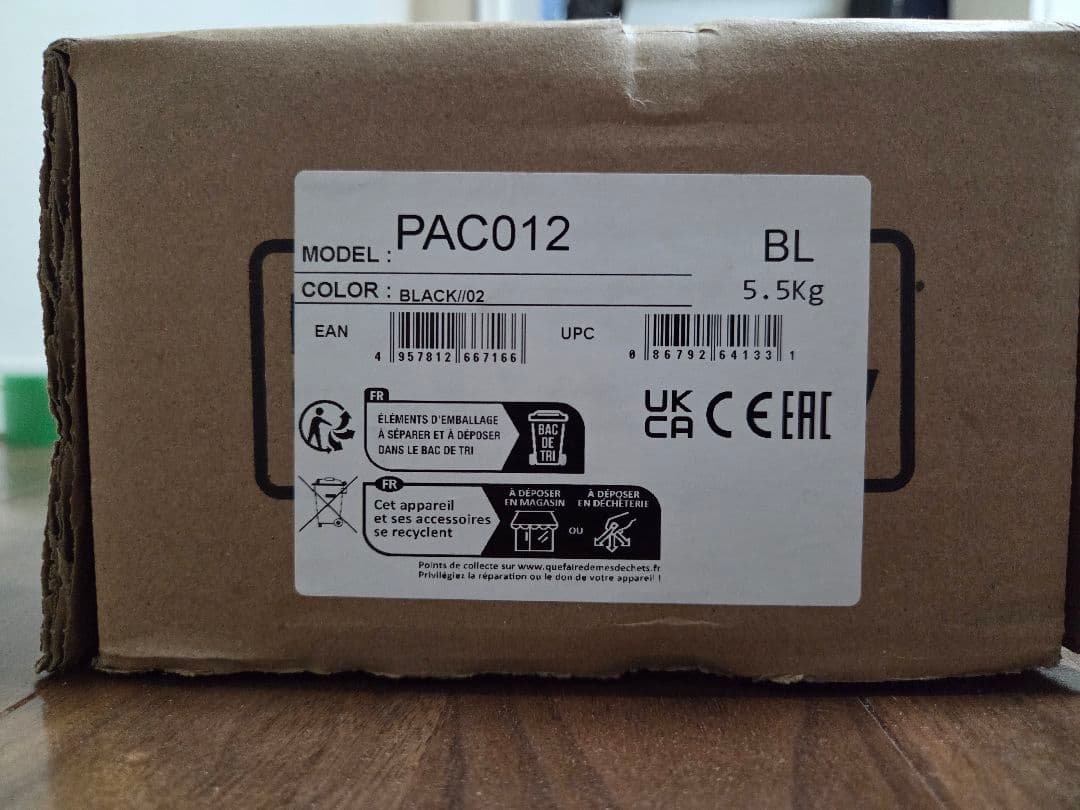 MODEL : PAC012
BL
COLOR : BLACK//02
5.5Kg
EAN
4 957812 667166
UPC
0 86792 64133 1
FR
ÉLÉMENTS D'EMBALLAGE
À SÉPARER ET À DÉPOSER
DANS LE BAC DE TRI
BAC
DE
TRI
UK
CA
CE
EAC
FR
Cet appareil
et ses accessoires
se recyclent
À DÉPOSER
EN MAGASIN
OU
À DÉPOSER
EN DÉCHÈTERIE
Points de collecte sur www.quefairedemesdechets.fr
Privilégiez la réparation ou le don de votre appareil !